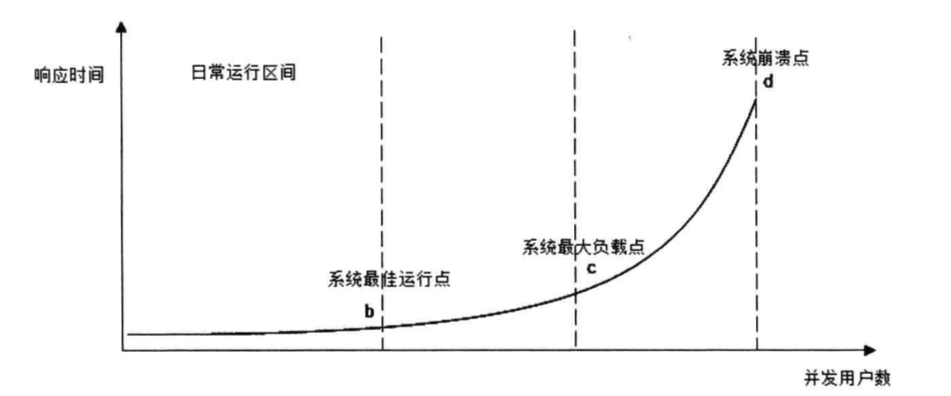 系统崩溃点
d
响应时间
日常运行区间
系统最大负载点
c
系统最佳运行点
b
并发用户数